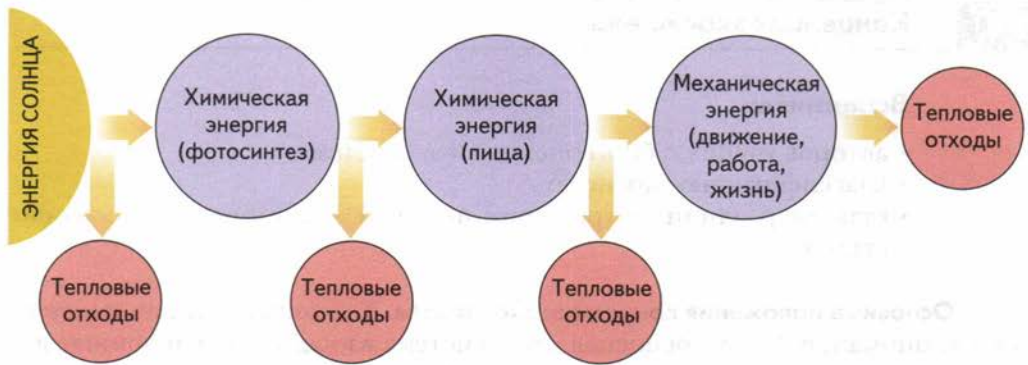 ЭНЕРГИЯ СОЛНЦА
Химическая
энергия
(фотосинтез)
Химическая
энергия
(пища)
Механическая
энергия
(движение,
работа,
жизнь)
Тепловые
отходы
Тепловые
отходы
Тепловые
отходы
Тепловые
отходы